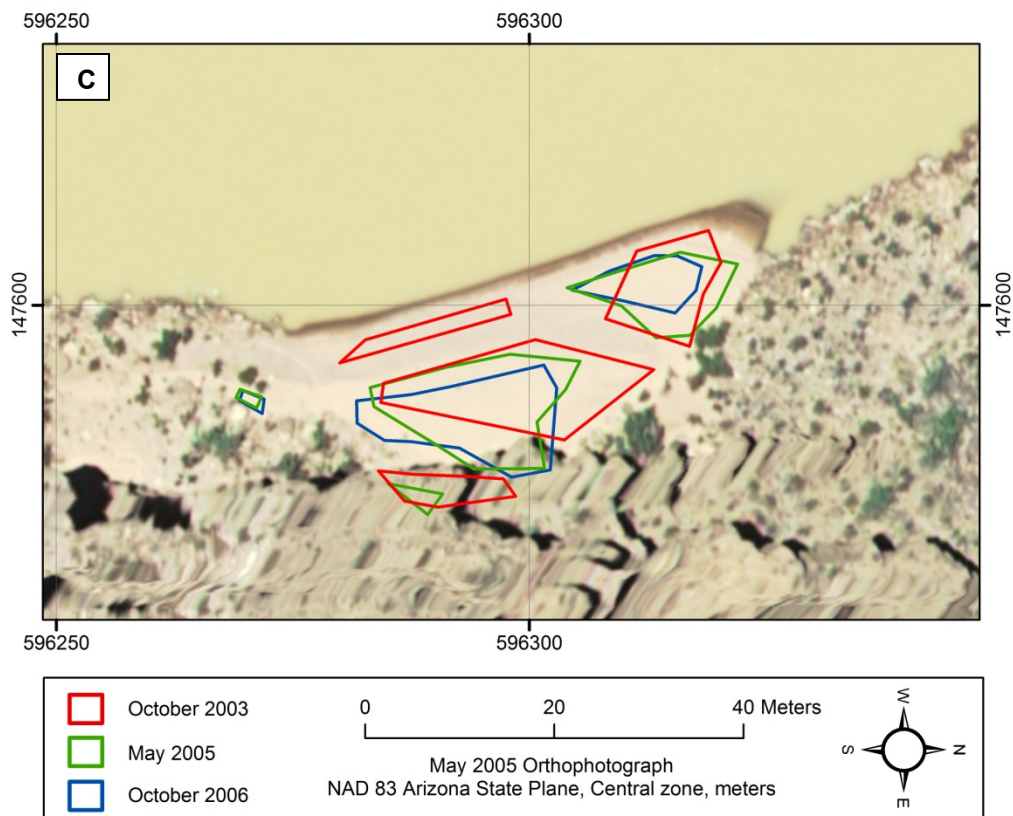 596250 596300
C
147600 147600
596250 596300
October 2003
May 2005
October 2006
0 20 40 Meters
May 2005 Orthophotograph
NAD 83 Arizona State Plane, Central zone, meters
W
S N
E